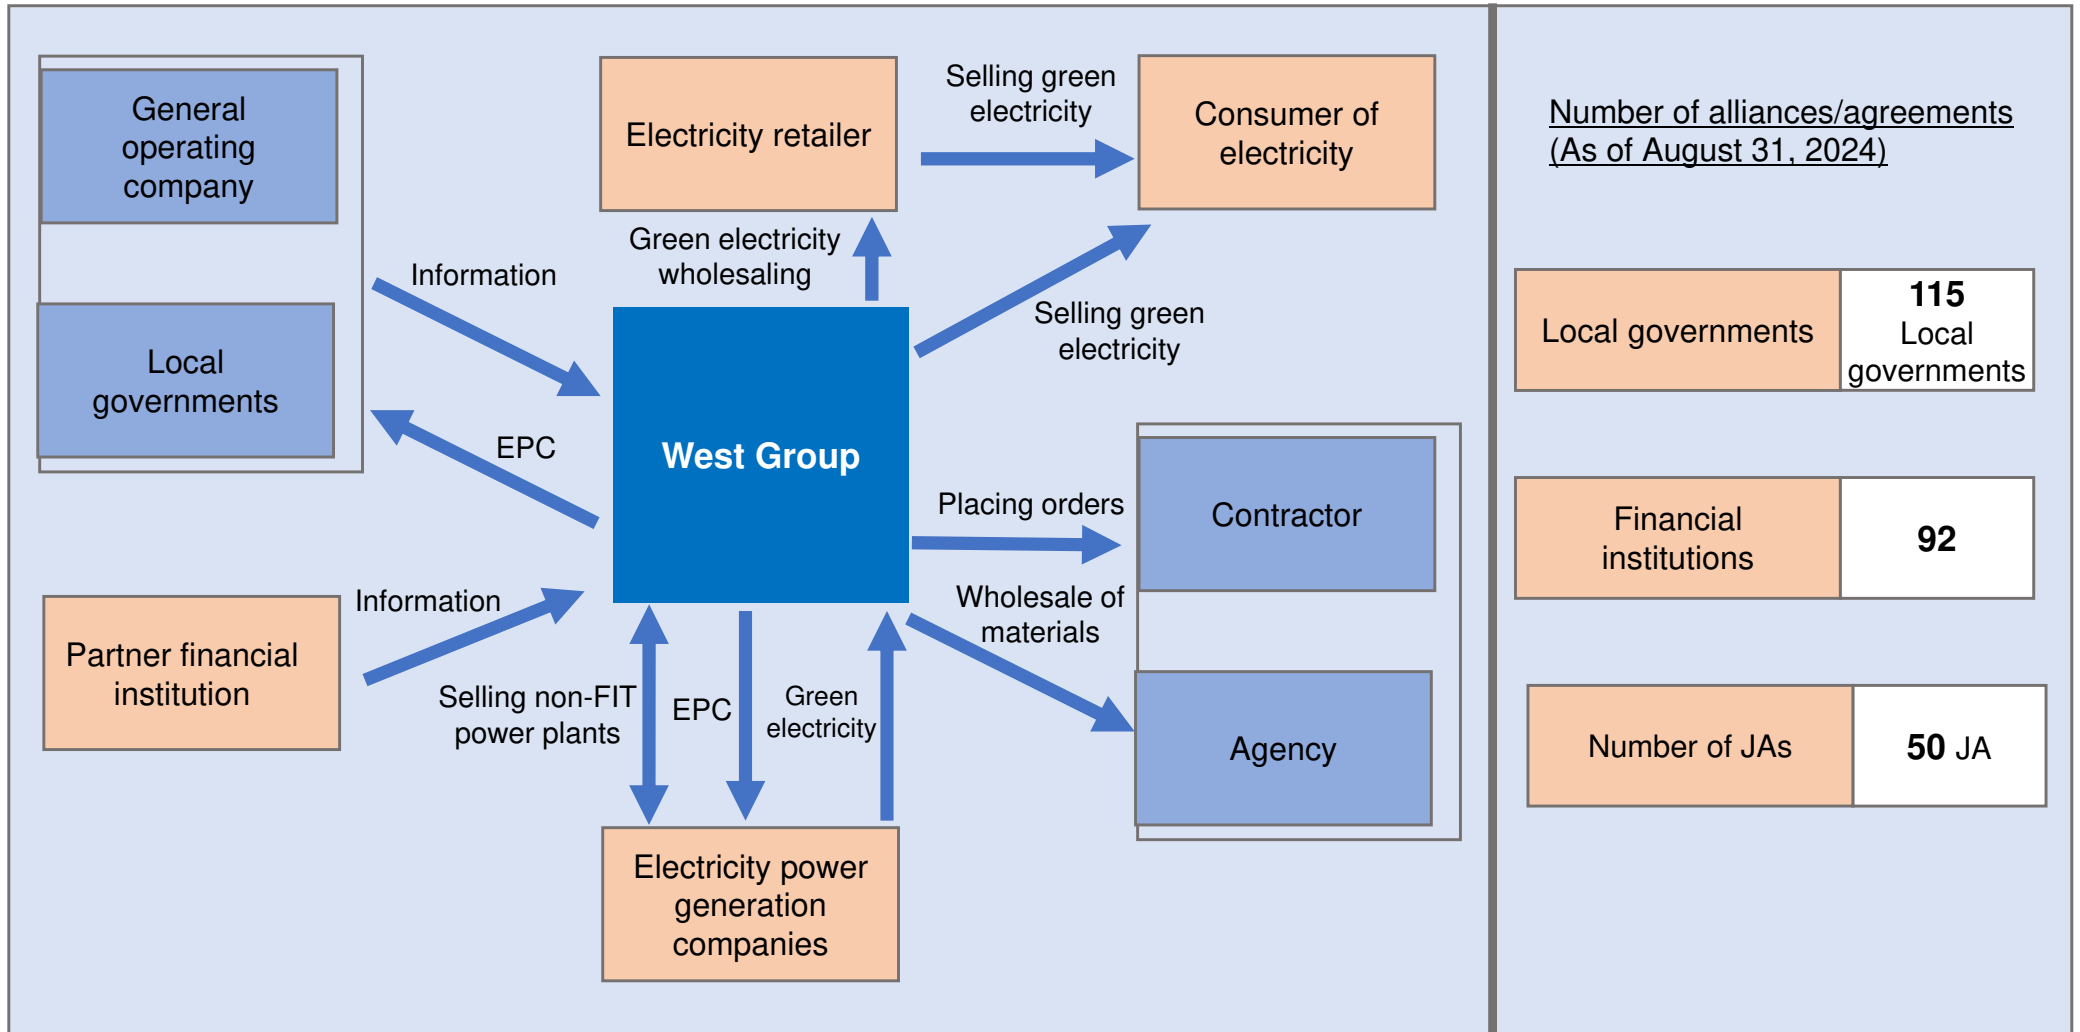 General
operating
company
Local
governments
Information
EPC
Partner financial
institution
Information
Electricity retailer
Green electricity
wholesaling
Selling green
electricity
Consumer of
electricity
Selling green
electricity
West Group
Placing orders
Contractor
Wholesale of
materials
Agency
Selling non-FIT
power plants
EPC
Green
electricity
Electricity power
generation
companies
Number of alliances/agreements
(As of August 31, 2024)
Local governments
115
Local
governments
Financial
institutions
92
Number of JAs
50 JA